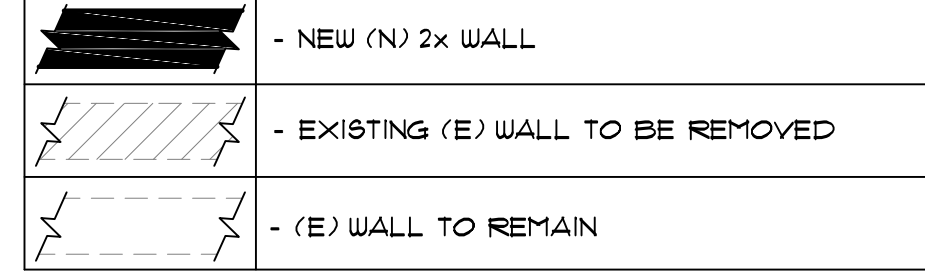 - NEW (N) 2x WALL
- EXISTING (E) WALL TO BE REMOVED
- (E) WALL TO REMAIN